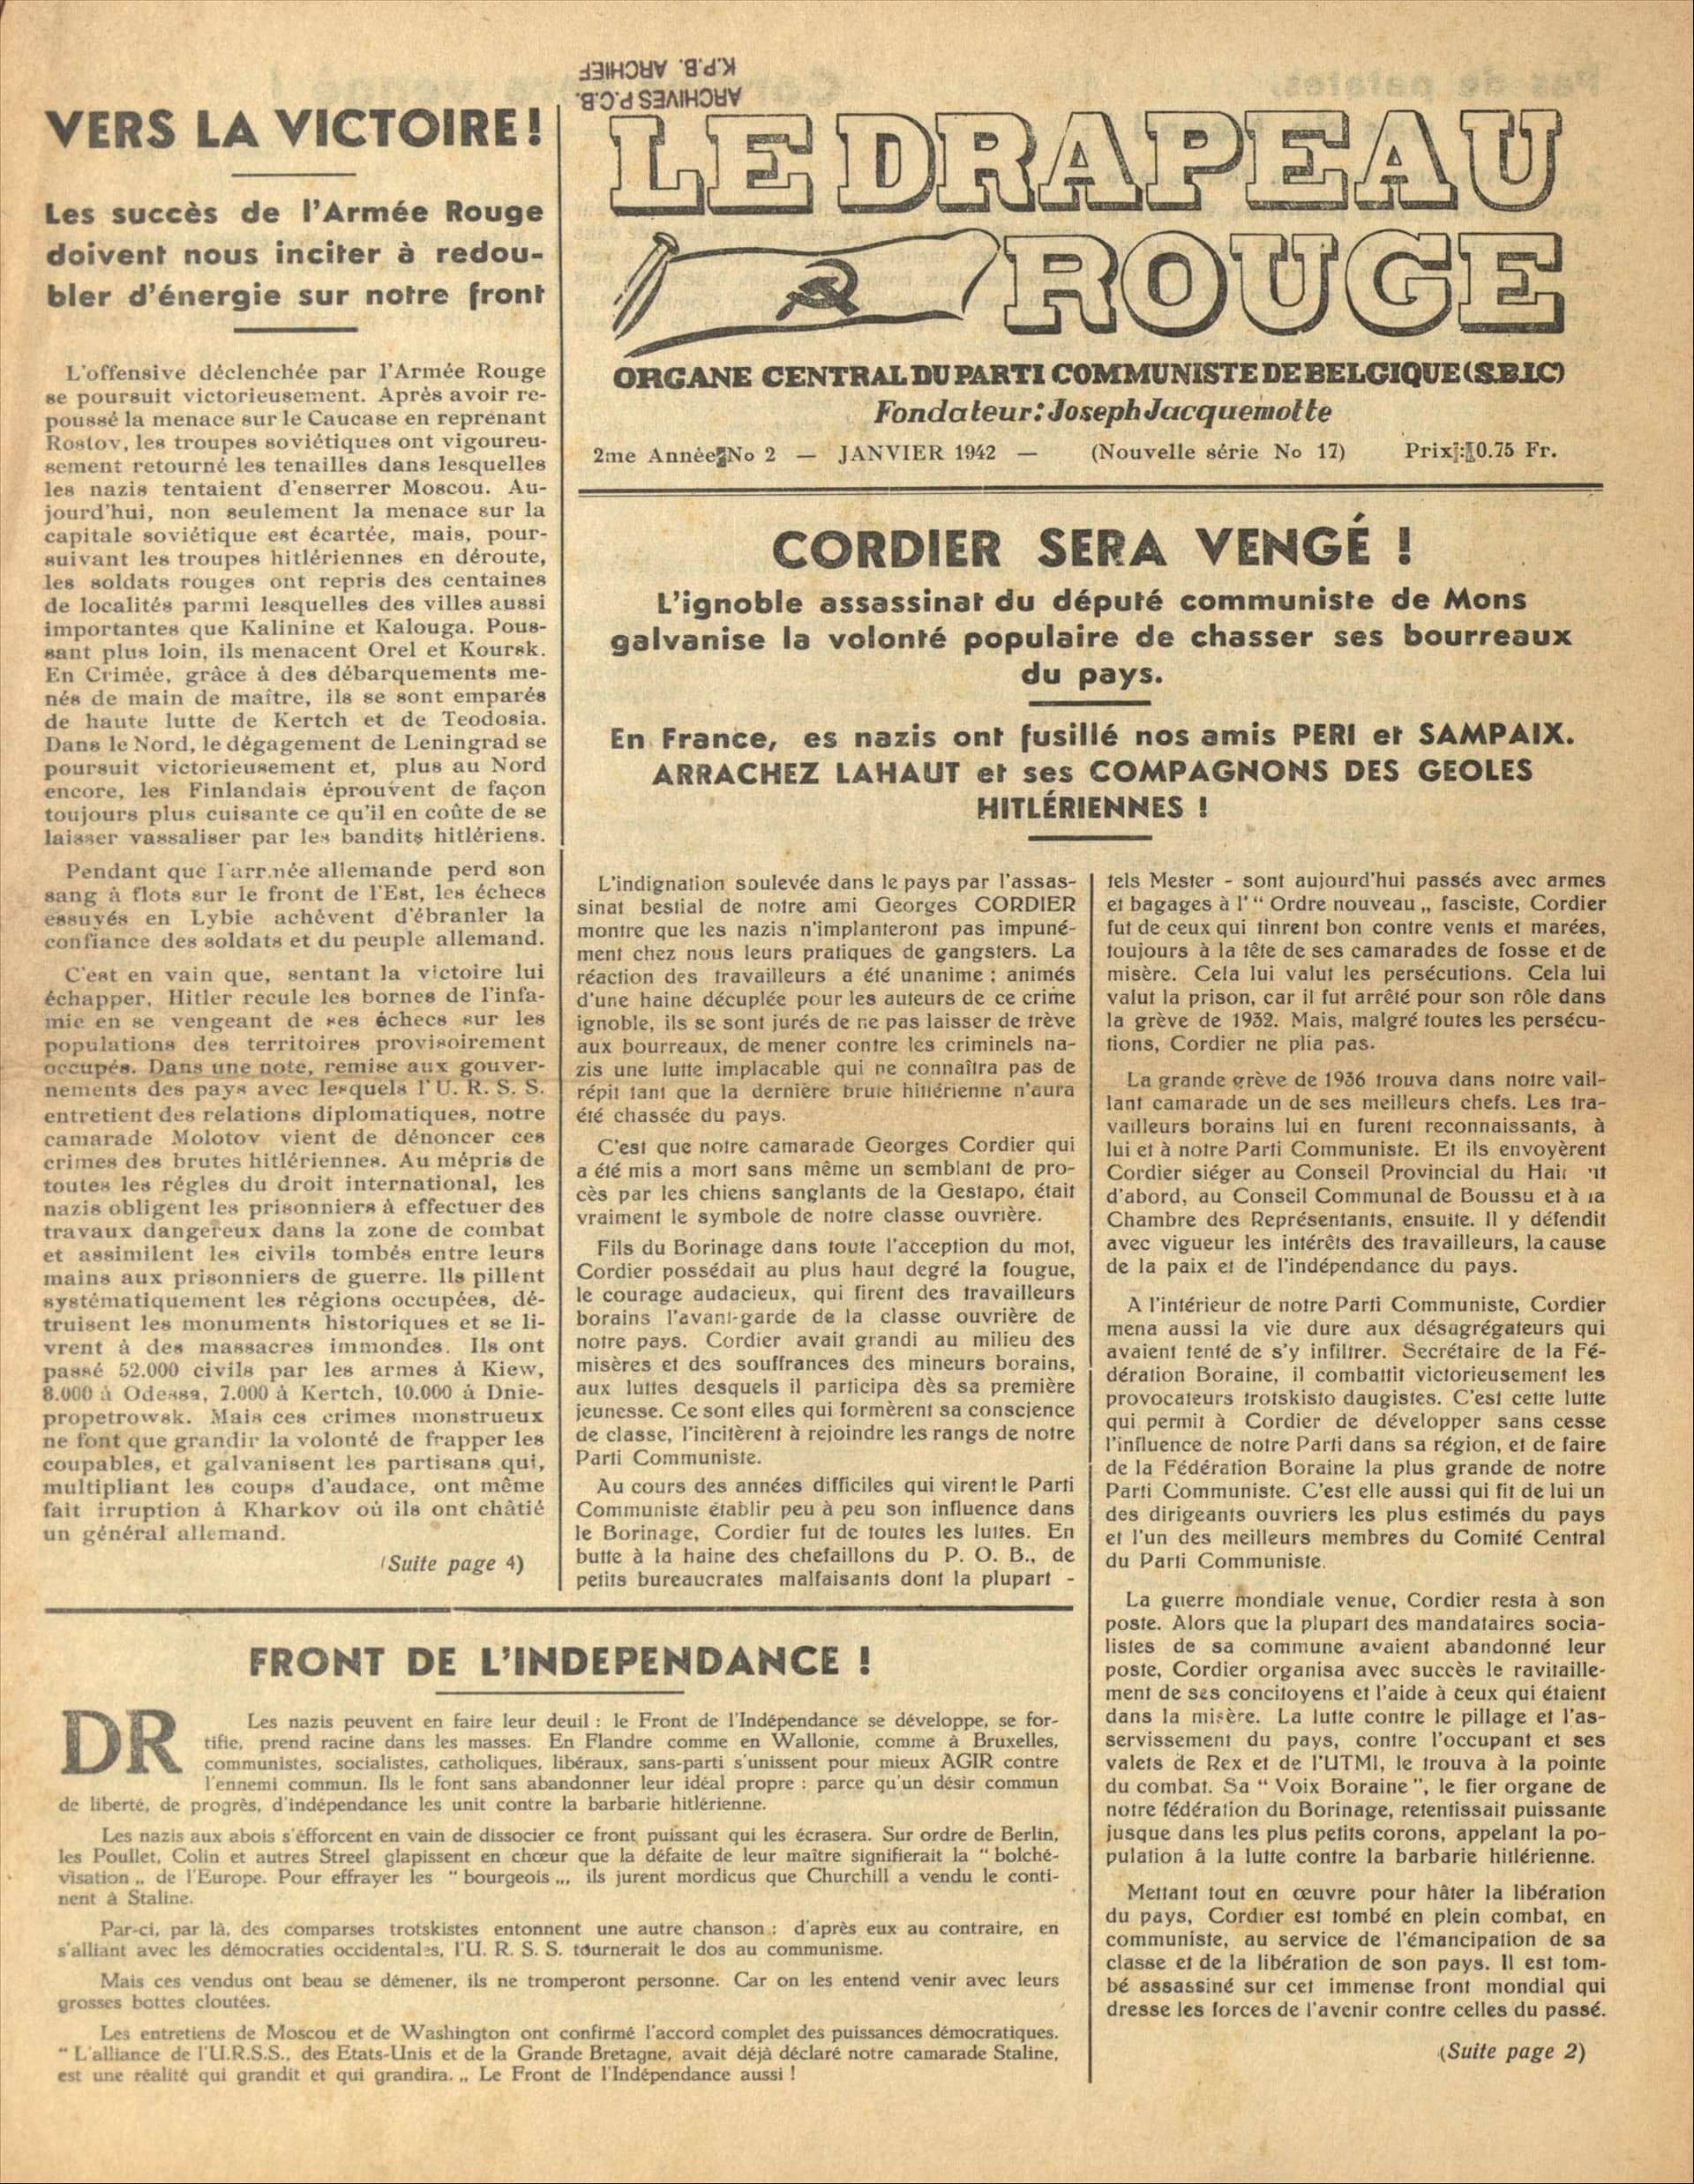 K.P.B. ARCHIEF
ARCHIVES P.C.B.
VERS LA VICTOIRE!
Les succès de l'Armée Rouge
doivent nous inciter à redou-
bler d'énergie sur notre front
L'offensive déclenchée par l'Armée Rouge
se poursuit victorieusement. Après avoir re-
poussé la menace sur le Caucase en reprenant
Rostov, les troupes soviétiques ont vigoureu-
sement retourné les tenailles dans lesquelles
les nazis tentaient d'enserrer Moscou. Au-
jourd'hui, non seulement la menace sur la
capitale soviétique est écartée, mais, pour-
suivant les troupes hitlériennes en déroute,
les soldats rouges ont repris des centaines
de localités parmi lesquelles des villes aussi
importantes que Kalinine et Kalouga. Pous-
sant plus loin, ils menacent Orel et Koursk.
En Crimée, grâce à des débarquements me-
nés de main de maître, ils se sont emparés
de haute lutte de Kertch et de Teodosia.
Dans le Nord, le dégagement de Leningrad se
poursuit victorieusement et, plus au Nord
encore, les Finlandais éprouvent de façon
toujours plus cuisante ce qu'il en coûte de se
laisser vassaliser par les bandits hitlériens.
Pendant que l'arr.née allemande perd son
sang à flots sur le front de l'Est, les échecs
essuyés en Lybie achèvent d'ébranler la
confiance des soldats et du peuple allemand.
C'est en vain que, sentant la victoire lui
échapper, Hitler recule les bornes de l'infa-
mie en se vengeant de ses échecs sur les
populations des territoires provisoirement
occupés. Dans une note, remise aux gouver-
nements des pays avec lesquels l'U. R. S. S.
entretient des relations diplomatiques, notre
camarade Molotov vient de dénoncer ces
crimes des brutes hitlériennes. Au mépris de
toutes les régles du droit international, les
nazis obligent les prisonniers à effectuer des
travaux dangereux dans la zone de combat
et assimilent les civils tombés entre leurs
mains aux prisonniers de guerre. Ils pillent
systématiquement les régions occupées, dé-
truisent les monuments historiques et se li-
vrent à des massacres immondes. Ils ont
passé 52.000 civils par les armes à Kiew,
8.000 à Odessa, 7.000 à Kertch, 10.000 à Dnie-
propetrowsk. Mais ces crimes monstrueux
ne font que grandir la volonté de frapper les
coupables, et galvanisent les partisans qui,
multipliant les coups d'audace, ont même
fait irruption à Kharkov où ils ont châtié
un général allemand.
(Suite page 4)
LE DRAPEAU
ROUGE
ORGANE CENTRAL DU PARTI COMMUNISTE DE BELGIQUE (S.B.I.C)
Fondateur: Joseph Jacquemotte
2me Année No 2 — JANVIER 1942 — (Nouvelle série No 17) Prix : 0.75 Fr.
CORDIER SERA VENGÉ !
L'ignoble assassinat du député communiste de Mons
galvanise la volonté populaire de chasser ses bourreaux
du pays.
En France, es nazis ont fusillé nos amis PERI et SAMPAIX.
ARRACHEZ LAHAUT et ses COMPAGNONS DES GEOLES
HITLÉRIENNES !
L'indignation soulevée dans le pays par l'assas-
sinat bestial de notre ami Georges CORDIER
montre que les nazis n'implanteront pas impuné-
ment chez nous leurs pratiques de gangsters. La
réaction des travailleurs a été unanime : animés
d'une haine décuplée pour les auteurs de ce crime
ignoble, ils se sont jurés de ne pas laisser de trève
aux bourreaux, de mener contre les criminels na-
zis une lutte implacable qui ne connaîtra pas de
répit tant que la dernière brute hitlérienne n'aura
été chassée du pays.
C'est que notre camarade Georges Cordier qui
a été mis a mort sans même un semblant de pro-
cès par les chiens sanglants de la Gestapo, était
vraiment le symbole de notre classe ouvrière.
Fils du Borinage dans toute l'acception du mot,
Cordier possédait au plus haut degré la fougue,
le courage audacieux, qui firent des travailleurs
borains l'avant-garde de la classe ouvrière de
notre pays. Cordier avait grandi au milieu des
misères et des souffrances des mineurs borains,
aux luttes desquels il participa dès sa première
jeunesse. Ce sont elles qui formèrent sa conscience
de classe, l'incitèrent à rejoindre les rangs de notre
Parti Communiste.
Au cours des années difficiles qui virent le Parti
Communiste établir peu à peu son influence dans
le Borinage, Cordier fut de toutes les luttes. En
butte à la haine des chefaillons du P. O. B., de
petits bureaucrates malfaisants dont la plupart -
tels Mester - sont aujourd'hui passés avec armes
et bagages à l' “ Ordre nouveau „ fasciste, Cordier
fut de ceux qui tinrent bon contre vents et marées,
toujours à la tête de ses camarades de fosse et de
misère. Cela lui valut les persécutions. Cela lui
valut la prison, car il fut arrêté pour son rôle dans
la grève de 1932. Mais, malgré toutes les persécu-
tions, Cordier ne plia pas.
La grande grève de 1936 trouva dans notre vail-
lant camarade un de ses meilleurs chefs. Les tra-
vailleurs borains lui en furent reconnaissants, à
lui et à notre Parti Communiste. Et ils envoyèrent
Cordier siéger au Conseil Provincial du
d'abord, au Conseil Communal de Boussu et à la
Chambre des Représentants, ensuite. Il y défendit
avec vigueur les intérêts des travailleurs, la cause
de la paix et de l'indépendance du pays.
A l'intérieur de notre Parti Communiste, Cordier
mena aussi la vie dure aux désagrégateurs qui
avaient tenté de s'y infiltrer. Secrétaire de la Fé-
dération Boraine, il combattit victorieusement les
provocateurs trotskisto daugistes. C'est cette lutte
qui permit à Cordier de développer sans cesse
l'influence de notre Parti dans sa région, et de faire
de la Fédération Boraine la plus grande de notre
Parti Communiste. C'est elle aussi qui fit de lui un
des dirigeants ouvriers les plus estimés du pays
et l'un des meilleurs membres du Comité Central
du Parti Communiste.
La guerre mondiale venue, Cordier resta à son
poste. Alors que la plupart des mandataires socia-
listes de sa commune avaient abandonné leur
poste, Cordier organisa avec succès le ravitaille-
ment de ses concitoyens et l'aide à ceux qui étaient
dans la misère. La lutte contre le pillage et l'as-
servissement du pays, contre l'occupant et ses
valets de Rex et de l'UTMI, le trouva à la pointe
du combat. Sa “ Voix Boraine ”, le fier organe de
notre fédération du Borinage, retentissait puissante
jusque dans les plus petits corons, appelant la po-
pulation à la lutte contre la barbarie hitlérienne.
Mettant tout en œuvre pour hâter la libération
du pays, Cordier est tombé en plein combat, en
communiste, au service de l'émancipation de sa
classe et de la libération de son pays. Il est tom-
bé assassiné sur cet immense front mondial qui
dresse les forces de l'avenir contre celles du passé.
(Suite page 2)
FRONT DE L'INDEPENDANCE !
DR Les nazis peuvent en faire leur deuil : le Front de l'Indépendance se développe, se for-
tifie, prend racine dans les masses. En Flandre comme en Wallonie, comme à Bruxelles,
communistes, socialistes, catholiques, libéraux, sans-parti s'unissent pour mieux AGIR contre
l'ennemi commun. Ils le font sans abandonner leur idéal propre : parce qu'un désir commun
de liberté, de progrès, d'indépendance les unit contre la barbarie hitlérienne.
Les nazis aux abois s'éfforcent en vain de dissocier ce front puissant qui les écrasera. Sur ordre de Berlin,
les Poullet, Colin et autres Streel glapissent en chœur que la défaite de leur maître signifierait la “ bolché-
visation „ de l'Europe. Pour effrayer les “ bourgeois „, ils jurent mordicus que Churchill a vendu le conti-
nent à Staline.
Par-ci, par là, des comparses trotskistes entonnent une autre chanson : d'après eux au contraire, en
s'alliant avec les démocraties occidentales, l'U. R. S. S. tournerait le dos au communisme.
Mais ces vendus ont beau se démener, ils ne tromperont personne. Car on les entend venir avec leurs
grosses bottes cloutées.
Les entretiens de Moscou et de Washington ont confirmé l'accord complet des puissances démocratiques.
“ L'alliance de l'U.R.S.S., des Etats-Unis et de la Grande Bretagne, avait déjà déclaré notre camarade Staline,
est une réalité qui grandit et qui grandira. „ Le Front de l'Indépendance aussi !